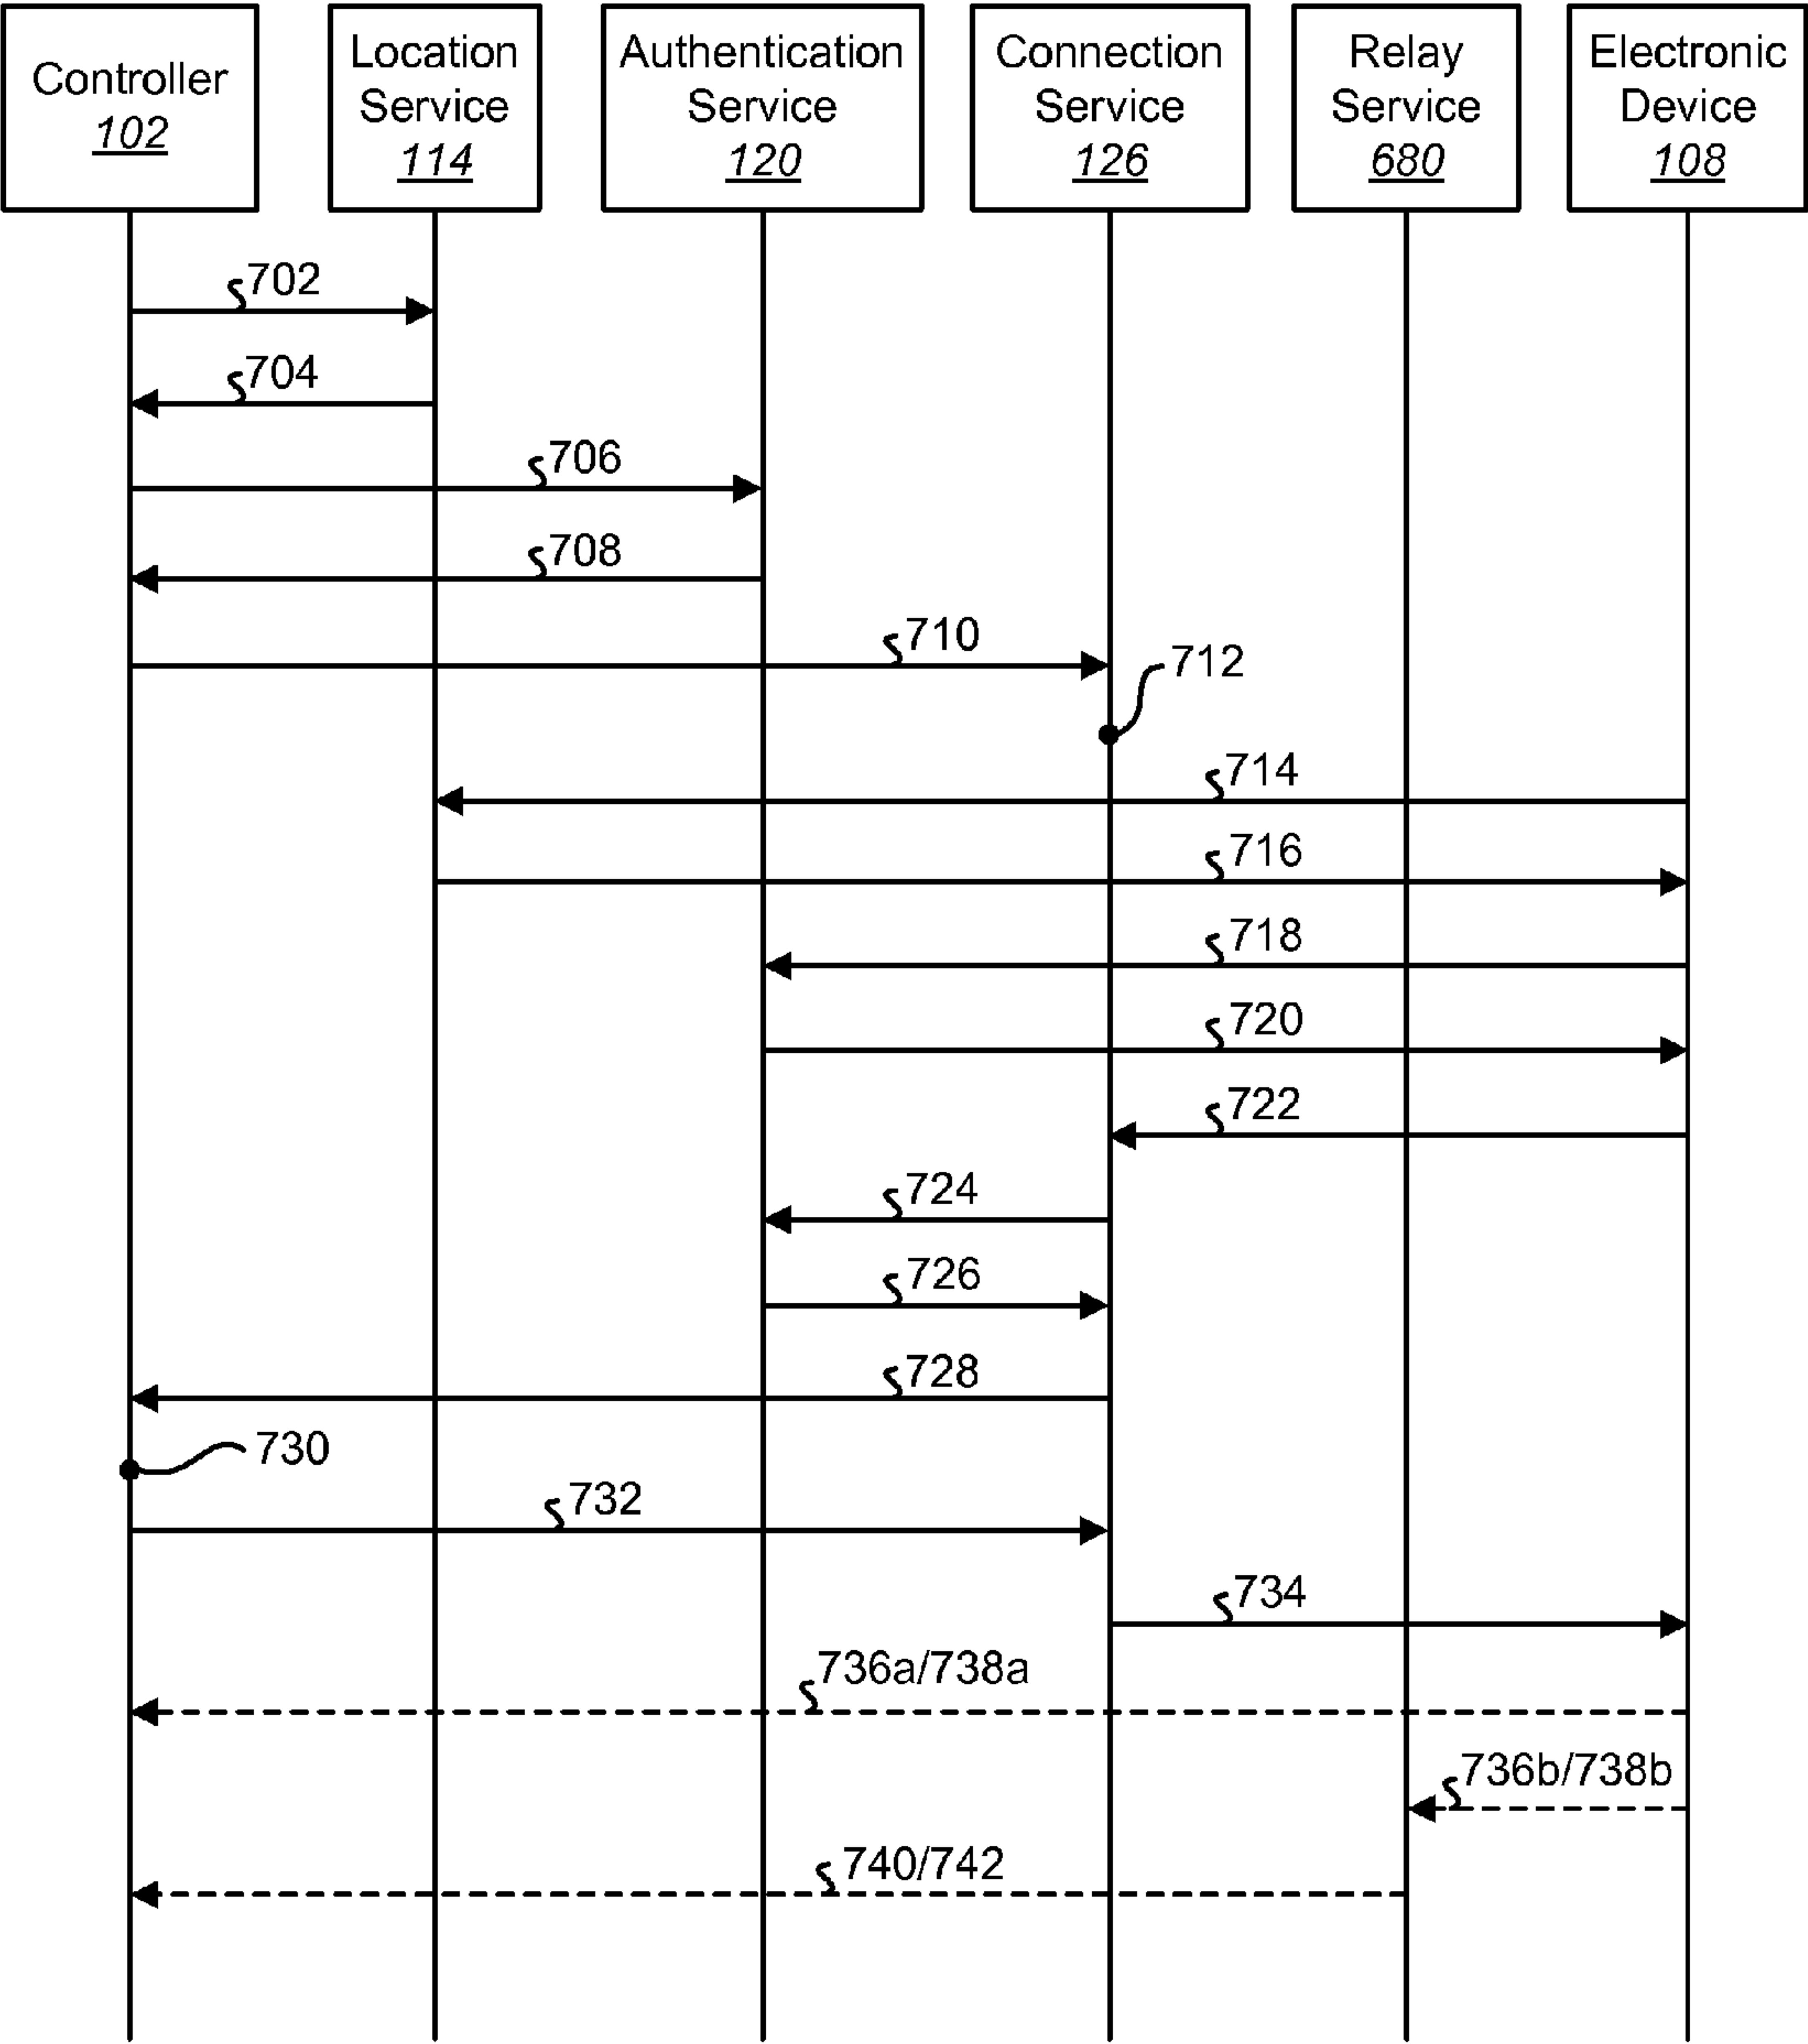 Controller
102
Location
Service
114
Authentication
Service
120
Connection
Service
126
Relay
Service
680
Electronic
Device
108
702
704
706
708
710
712
714
716
718
720
722
724
726
728
730
732
734
736a/738a
736b/738b
740/742